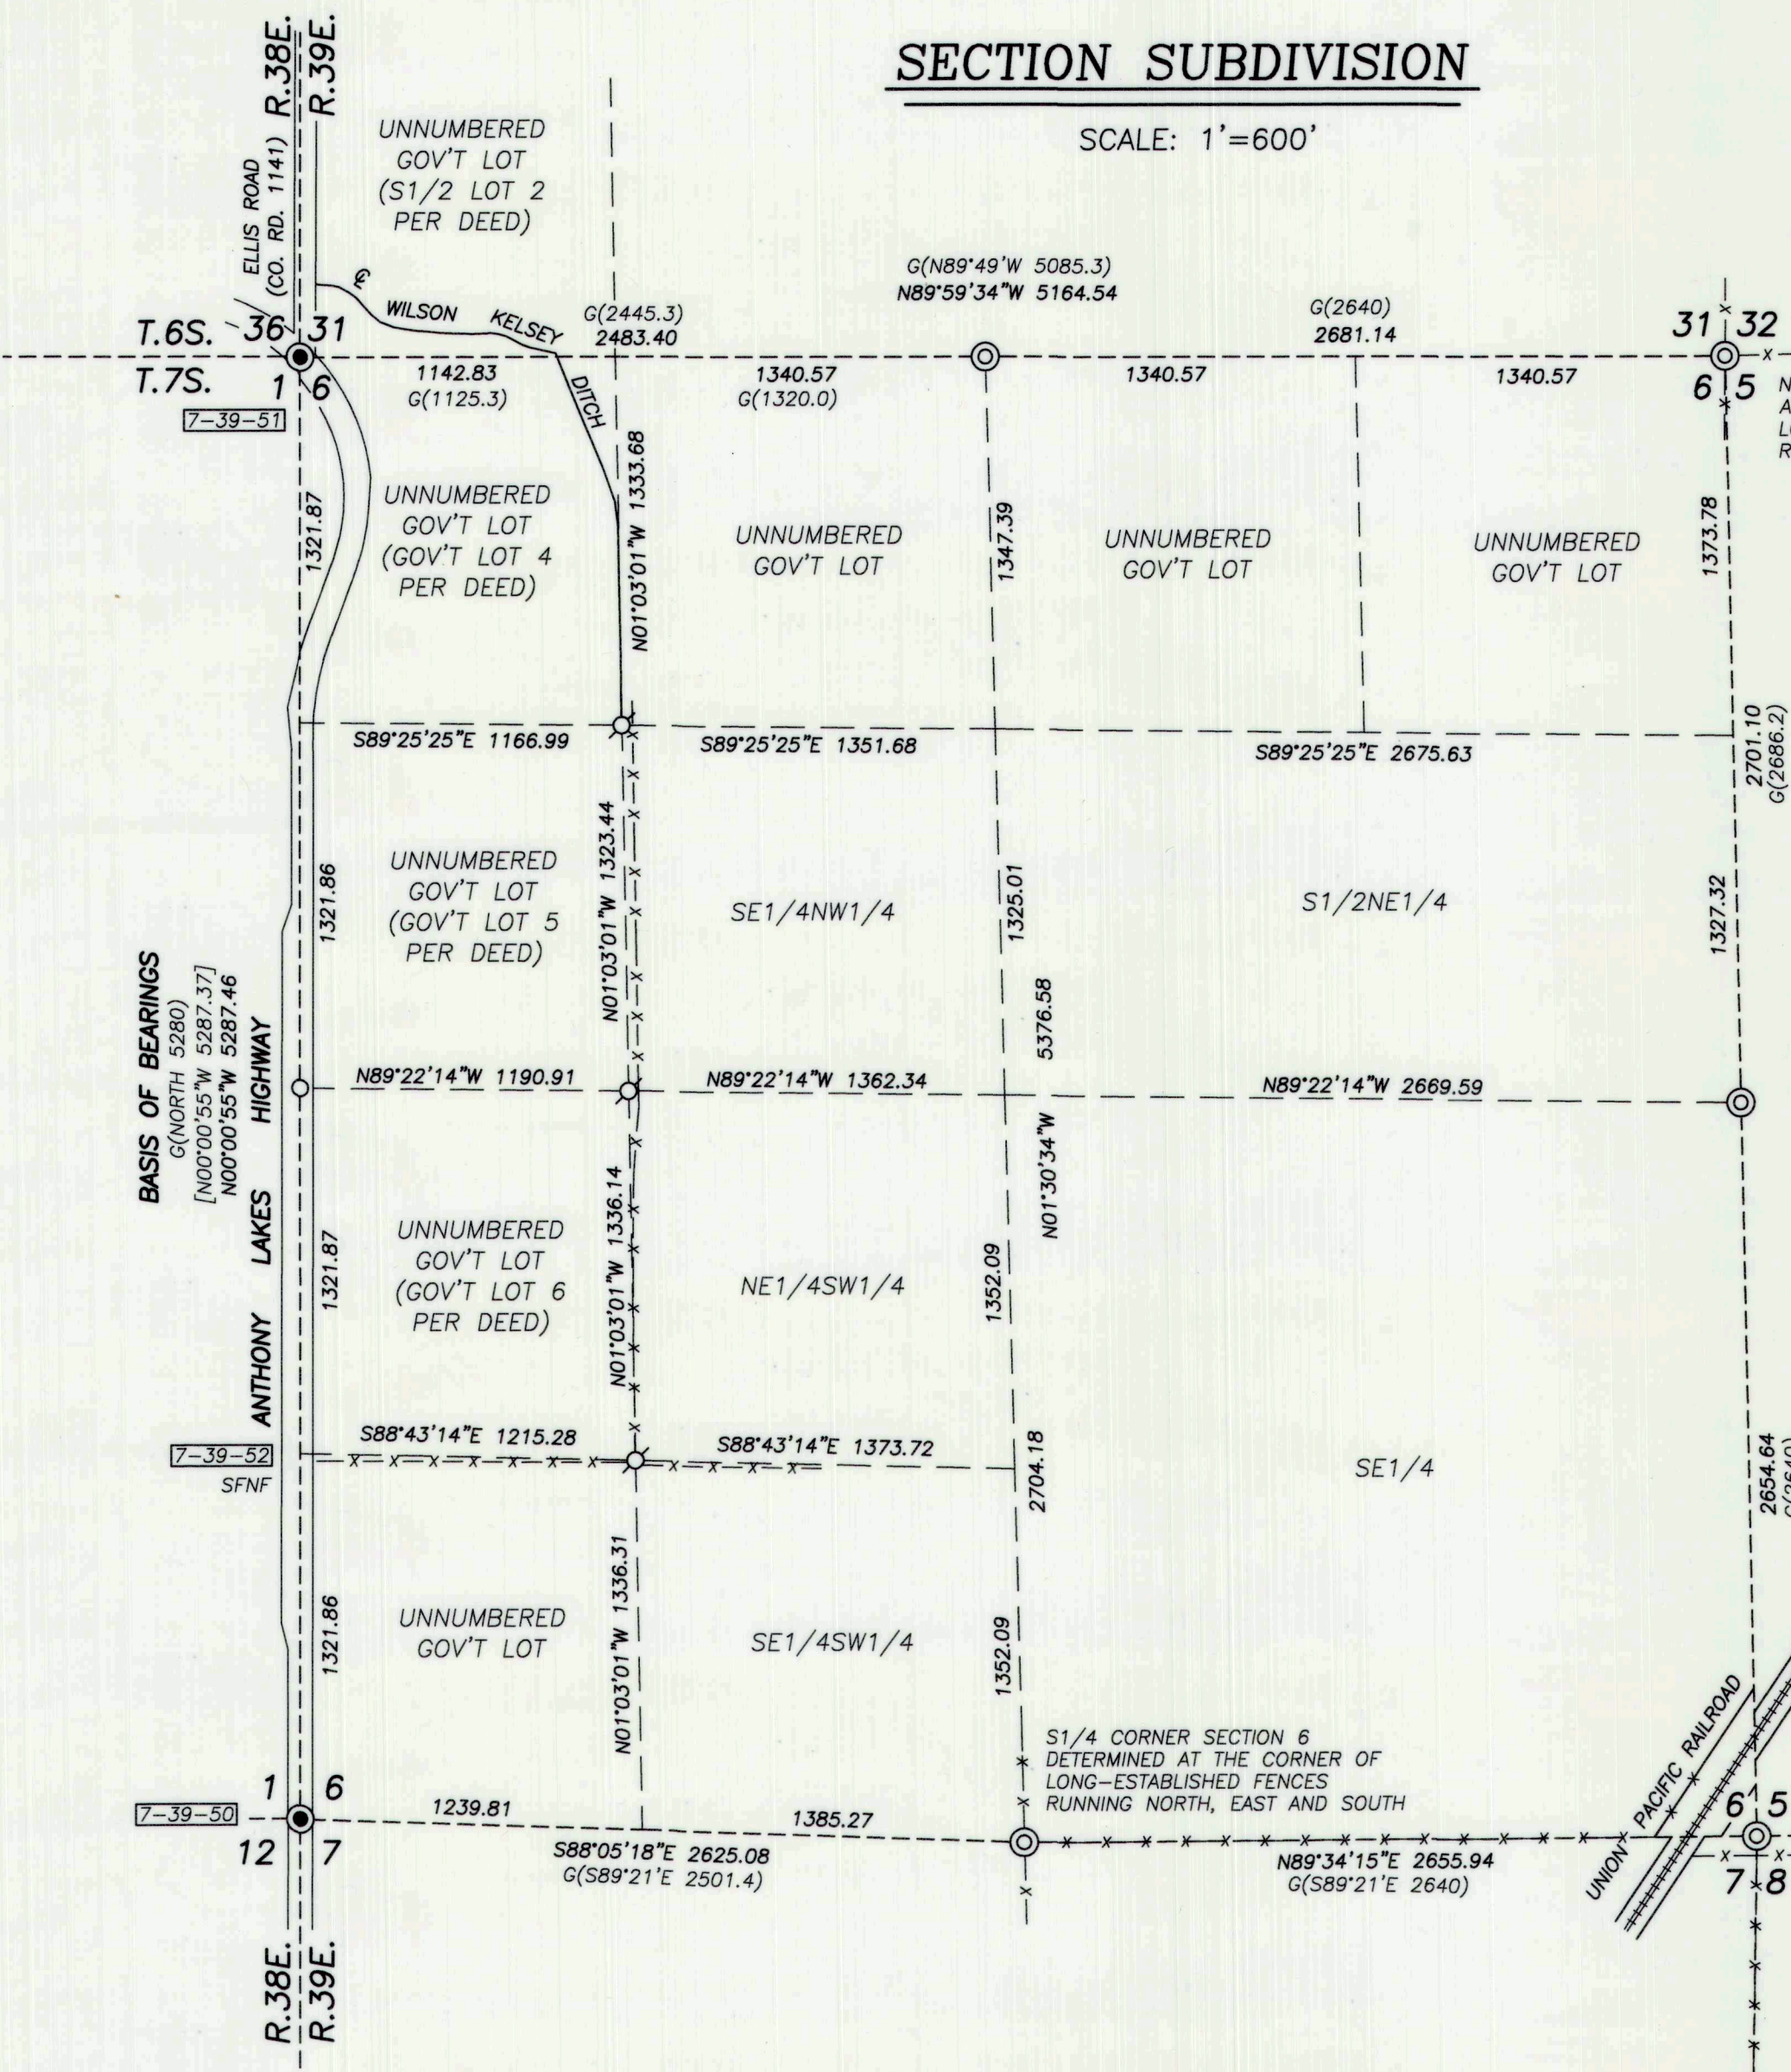 SECTION SUBDIVISION
SCALE: 1'=600'
R.38E.
R.39E.
ELLIS ROAD
(CO. RD. 1141)
UNNUMBERED
GOV'T LOT
(S1/2 LOT 2
PER DEED)
℄
WILSON KELSEY DITCH
G(2445.3)
2483.40
G(N89°49'W 5085.3)
N89°59'34"W 5164.54
G(2640)
2681.14
T.6S.
36
31
31
32
T.7S.
1
6
6
5
7-39-51
1142.83
G(1125.3)
1340.57
G(1320.0)
1340.57
1340.57
N
A
R
1321.87
UNNUMBERED
GOV'T LOT
(GOV'T LOT 4
PER DEED)
N01°03'01"W 1333.68
UNNUMBERED
GOV'T LOT
1347.39
UNNUMBERED
GOV'T LOT
UNNUMBERED
GOV'T LOT
1373.78
S89°25'25"E 1166.99
S89°25'25"E 1351.68
S89°25'25"E 2675.63
2701.10
G(2686.2)
1321.86
UNNUMBERED
GOV'T LOT
(GOV'T LOT 5
PER DEED)
N01°03'01"W 1323.44
SE1/4NW1/4
1325.01
S1/2NE1/4
1327.32
BASIS OF BEARINGS
G(NORTH 5280)
[N00°00'55"W 5287.37]
N00°00'55"W 5287.46
ANTHONY LAKES HIGHWAY
5376.58
N01°30'34"W
N89°22'14"W 1190.91
N89°22'14"W 1362.34
N89°22'14"W 2669.59
1321.87
UNNUMBERED
GOV'T LOT
(GOV'T LOT 6
PER DEED)
N01°03'01"W 1336.14
NE1/4SW1/4
1352.09
7-39-52
SFNF
S88°43'14"E 1215.28
S88°43'14"E 1373.72
2704.18
SE1/4
2654.64
G(2640)
1321.86
UNNUMBERED
GOV'T LOT
N01°03'01"W 1336.31
SE1/4SW1/4
1352.09
S1/4 CORNER SECTION 6
DETERMINED AT THE CORNER OF
LONG-ESTABLISHED FENCES
RUNNING NORTH, EAST AND SOUTH
UNION PACIFIC RAILROAD
1
6
6
5
7-39-50
12
7
7
8
1239.81
1385.27
S88°05'18"E 2625.08
G(S89°21'E 2501.4)
N89°34'15"E 2655.94
G(S89°21'E 2640)
R.38E.
R.39E.